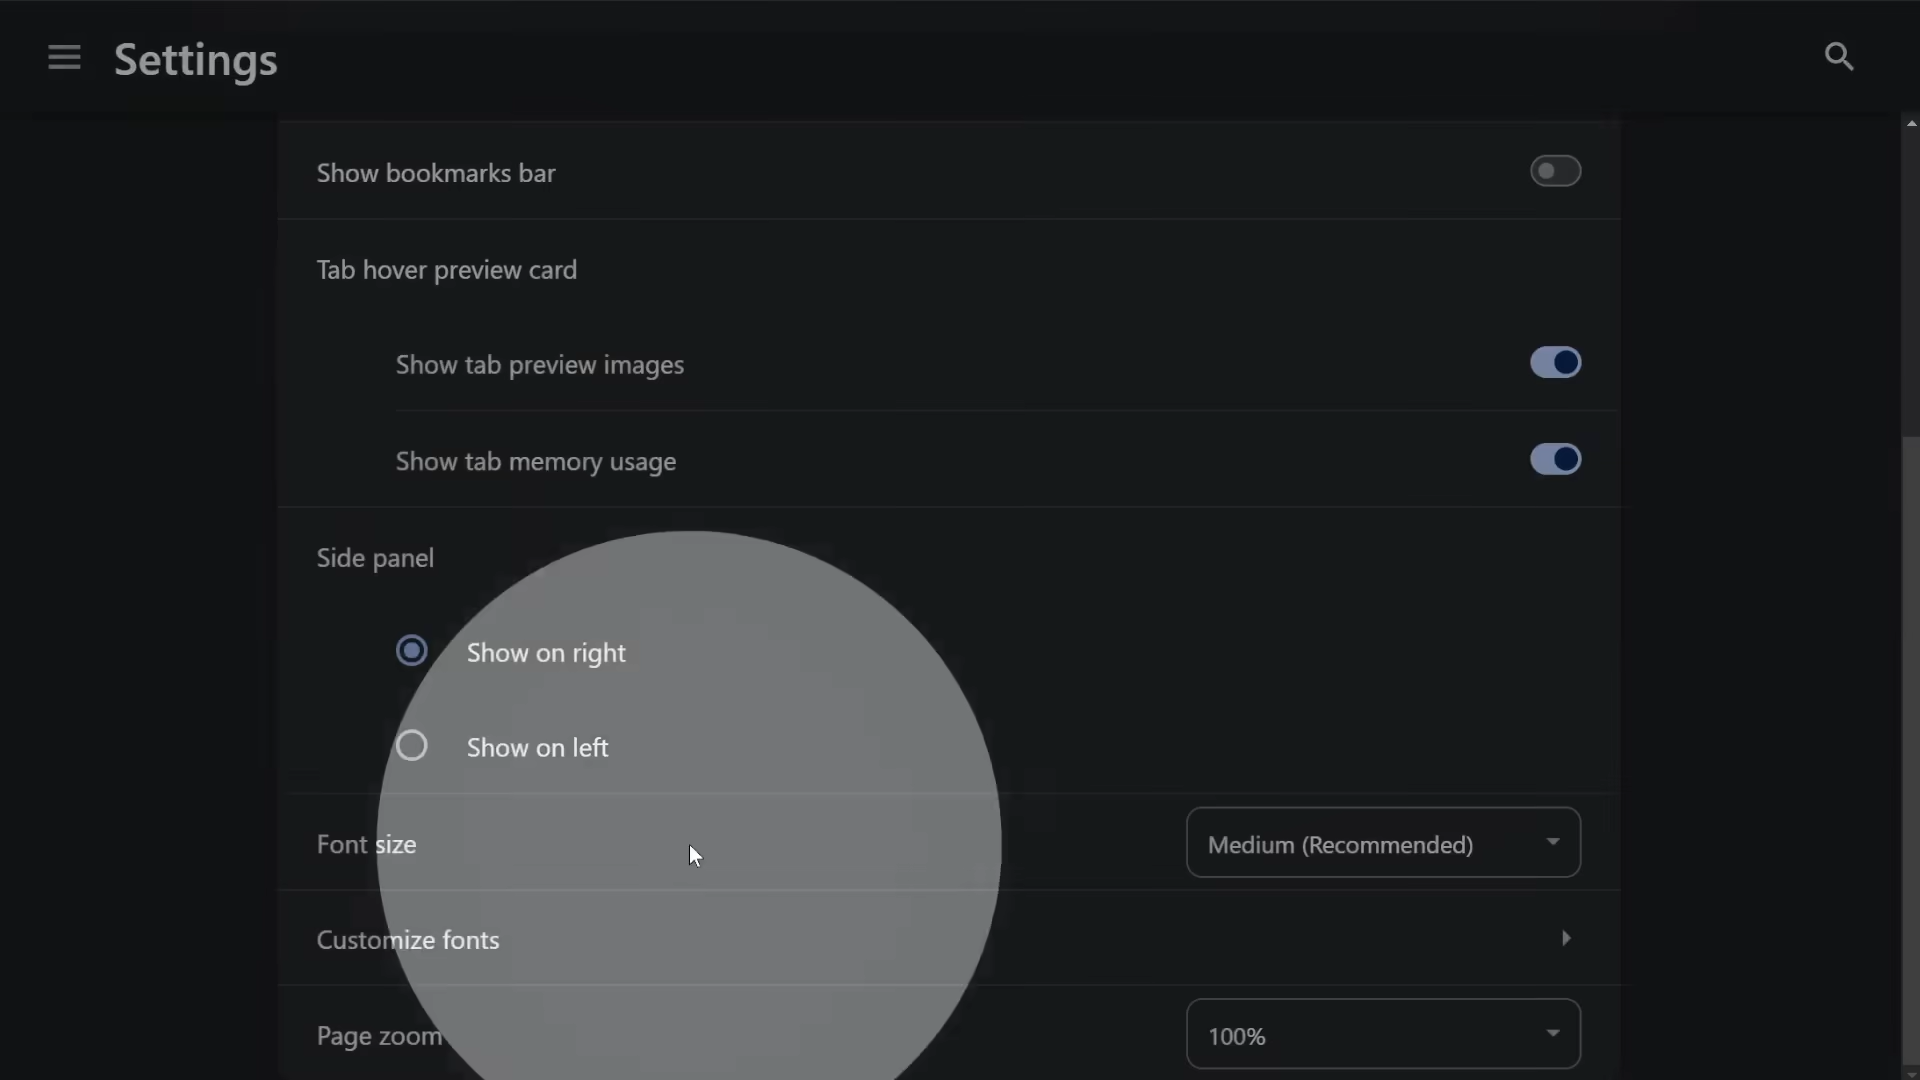 Settings
Show bookmarks bar
Tab hover preview card
Show tab preview images
Show tab memory usage
Side panel
Show on right
Show on left
Font size
Medium (Recommended)
Customize fonts
Page zoom
100%